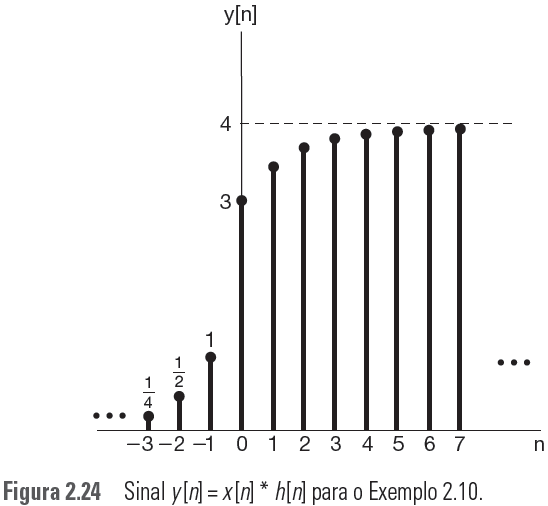 y[n]
4
3
1
1/2
1/4
... ...
−3 −2 −1 0 1 2 3 4 5 6 7 n
Figura 2.24 Sinal y[n] = x[n] * h[n] para o Exemplo 2.10.